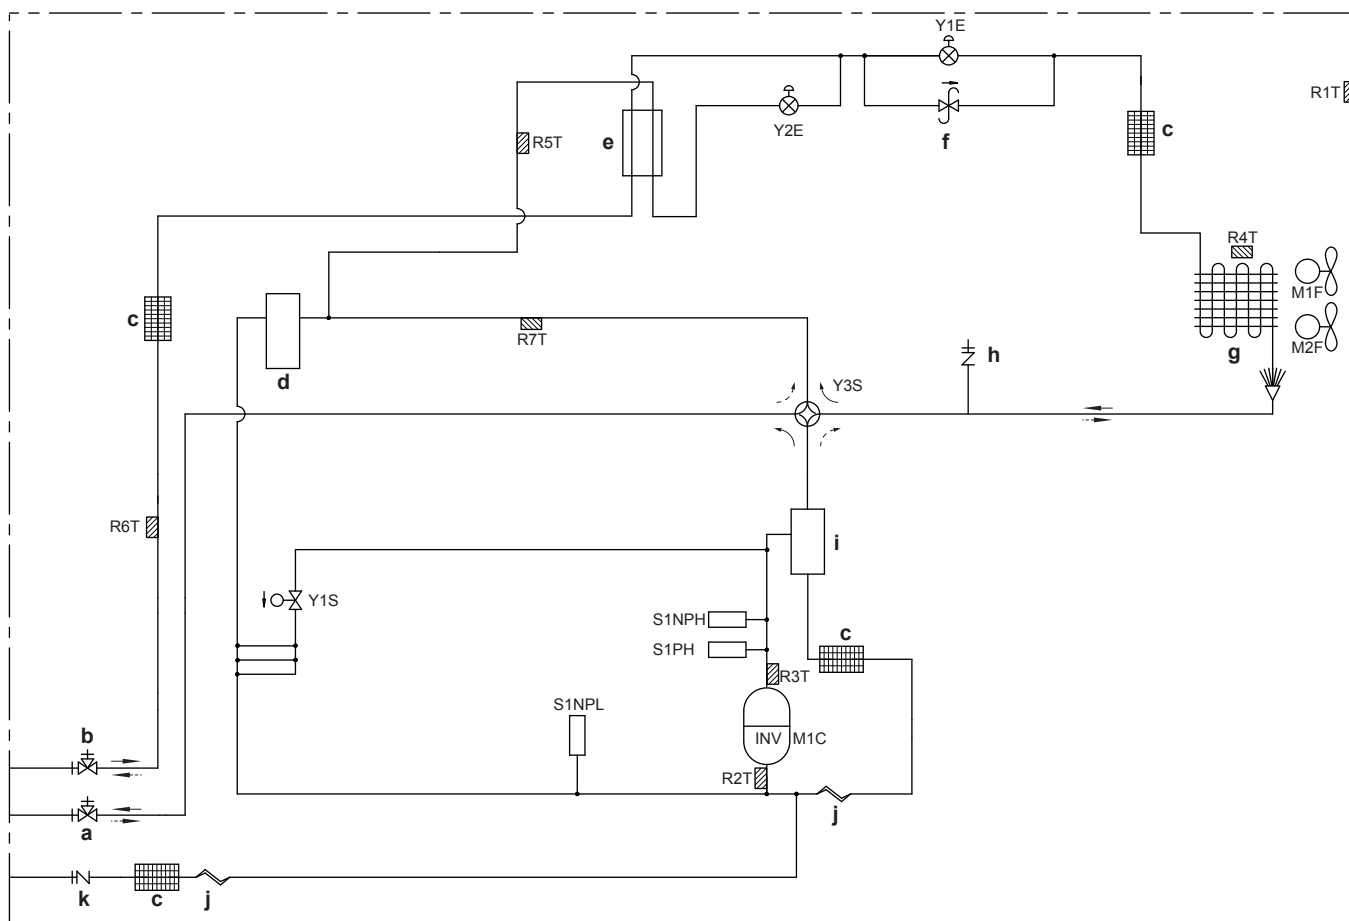 Y1E
R1T
Y2E
f
c
e
R5T
R4T
M1F
c
R7T
d
h
g
M2F
Y3S
R6T
i
Y1S
S1NPH
c
S1PH
R3T
S1NPL
b
INV
M1C
R2T
a
j
k
c
j